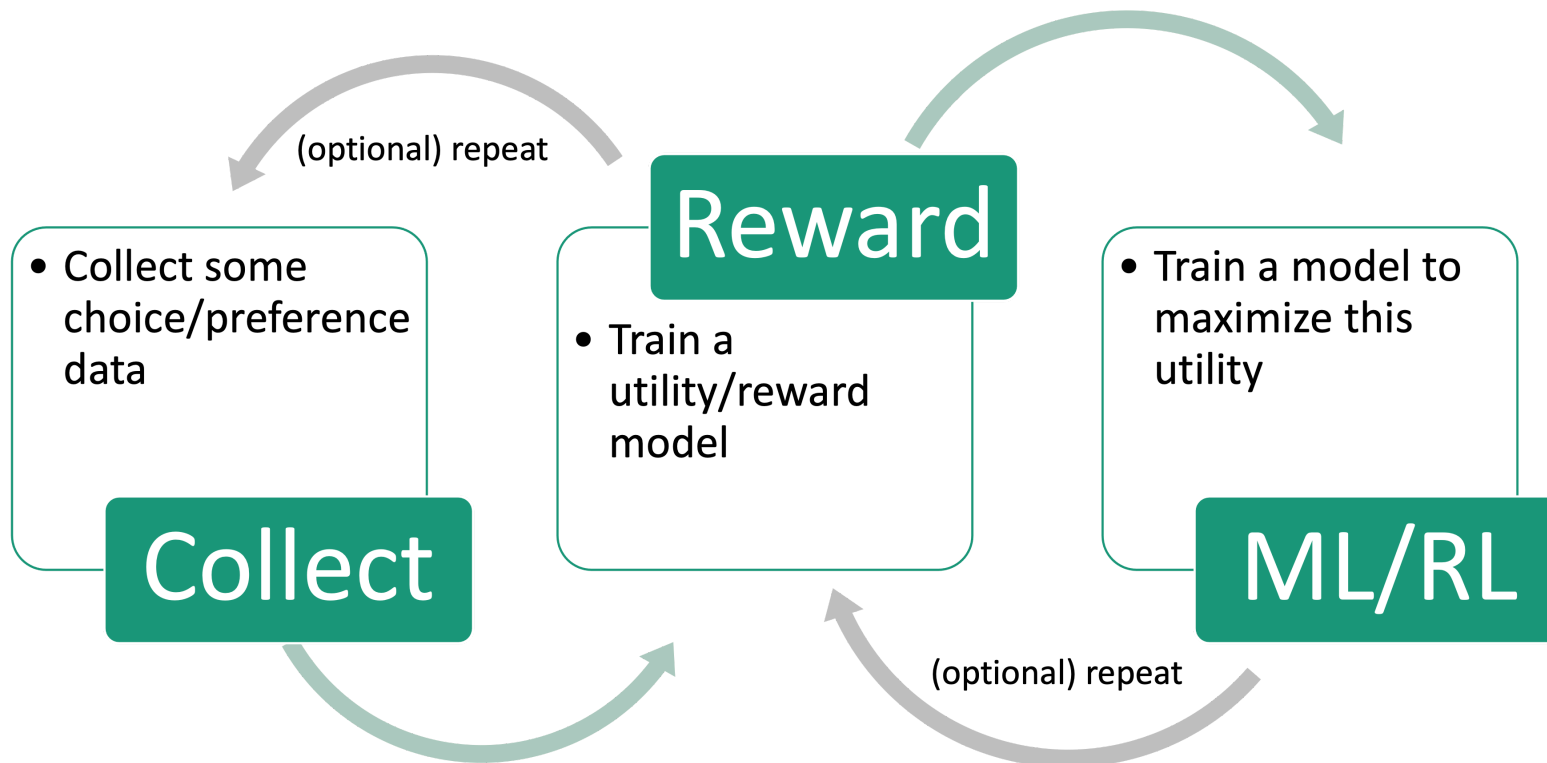 (optional) repeat
Reward
• Collect some
choice/preference
data
Collect
• Train a
utility/reward
model
• Train a model to
maximize this
utility
ML/RL
(optional) repeat